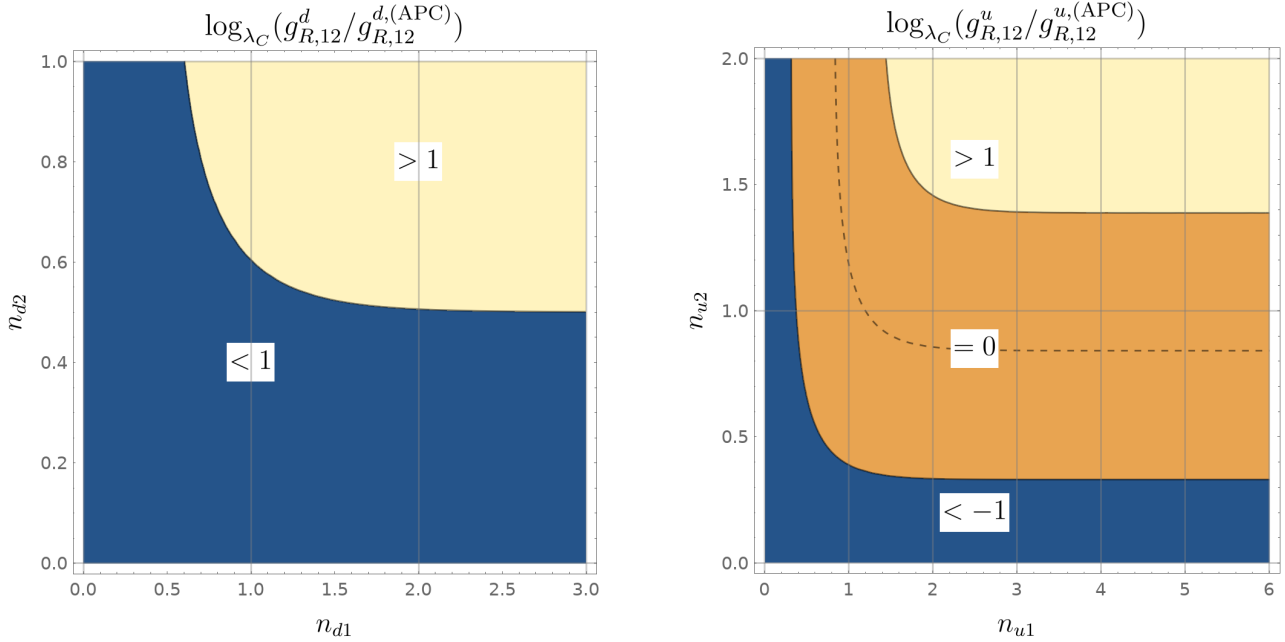 log_{λ_C}(g^d_{R,12}/g^{d,(APC)}_{R,12})
1.0
0.8
0.6
0.4
0.2
0.0
n_{d2}
> 1
< 1
0.0 0.5 1.0 1.5 2.0 2.5 3.0
n_{d1}
log_{λ_C}(g^u_{R,12}/g^{u,(APC)}_{R,12})
2.0
1.5
1.0
0.5
0.0
n_{u2}
> 1
= 0
< −1
0 1 2 3 4 5 6
n_{u1}